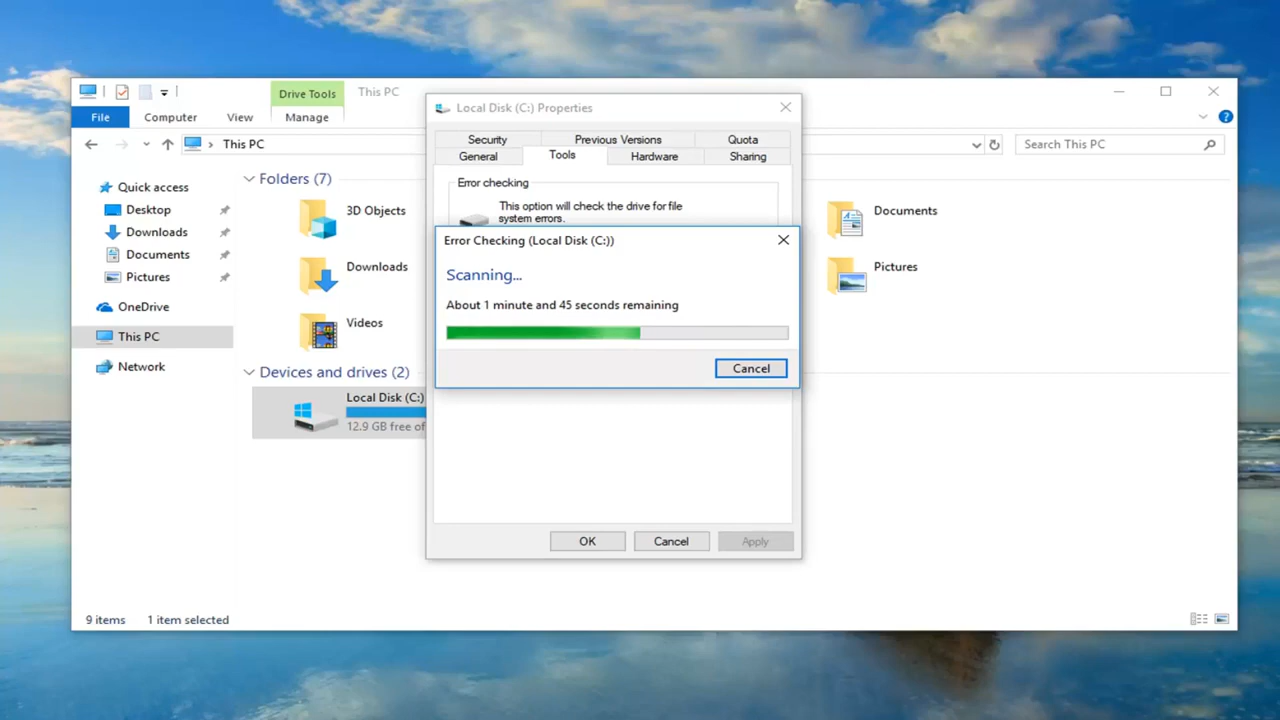 Drive Tools
This PC
File
Computer
View
Manage
This PC
Search This PC
Quick access
Desktop
Downloads
Documents
Pictures
OneDrive
This PC
Network
Folders (7)
3D Objects
Downloads
Videos
Documents
Pictures
Devices and drives (2)
Local Disk (C:)
12.9 GB free of
9 items
1 item selected
Local Disk (C:) Properties
Security
Previous Versions
Quota
General
Tools
Hardware
Sharing
Error checking
This option will check the drive for file
system errors.
Error Checking (Local Disk (C:))
Scanning...
About 1 minute and 45 seconds remaining
Cancel
OK
Cancel
Apply